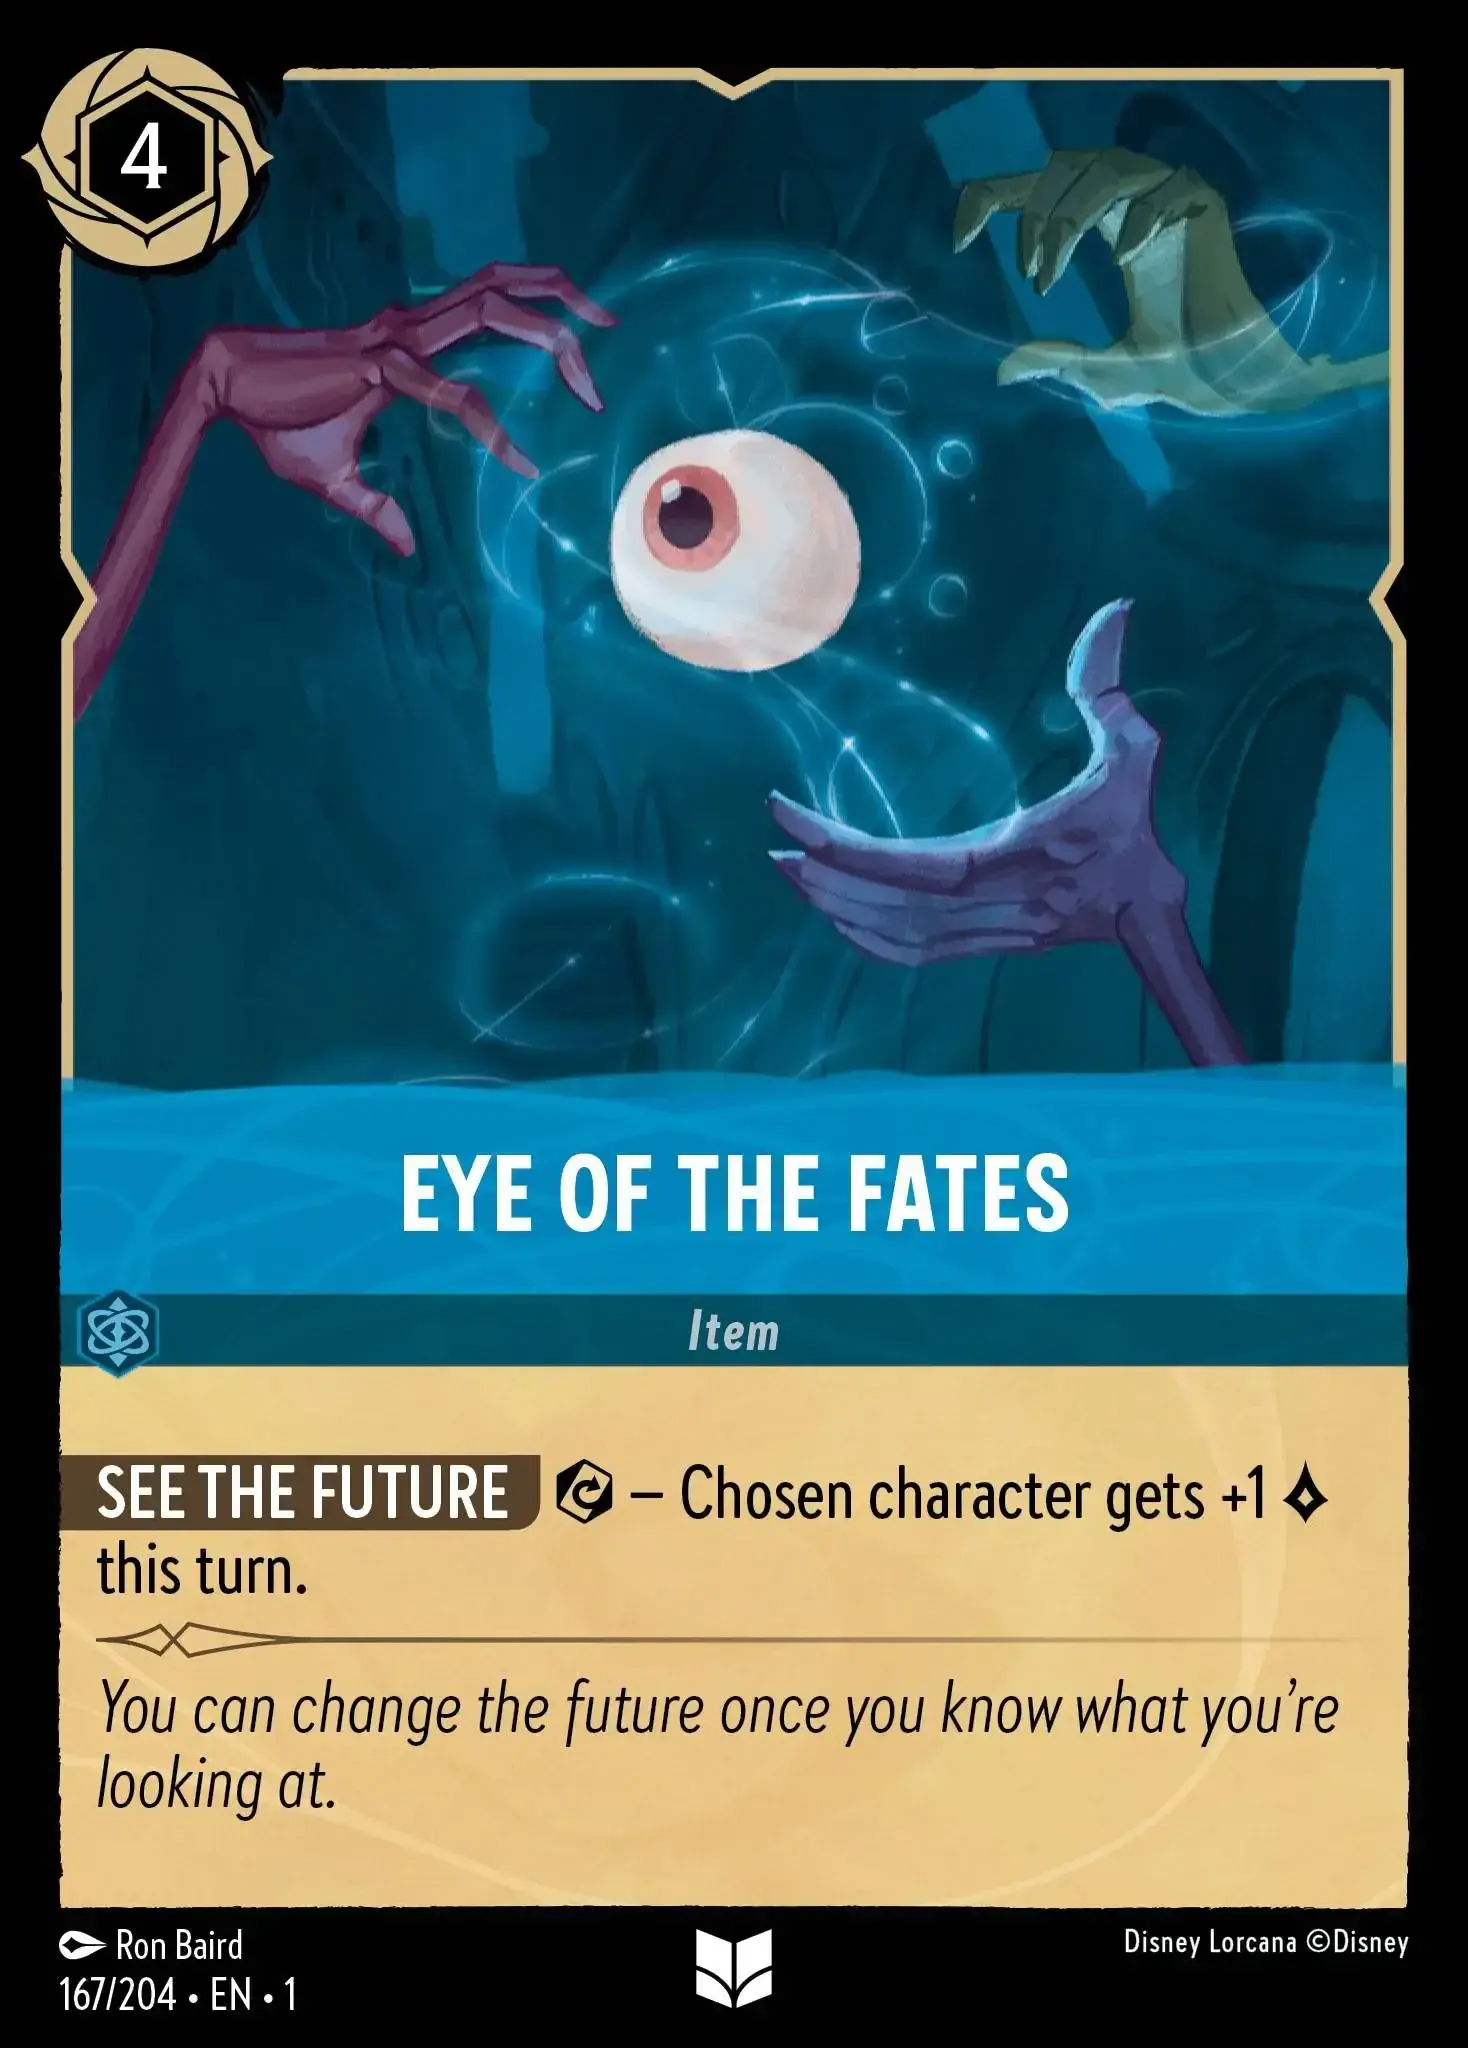 4
EYE OF THE FATES
Item
SEE THE FUTURE – Chosen character gets +1
this turn.
You can change the future once you know what you're
looking at.
Ron Baird
Disney Lorcana ©Disney
167/204 • EN • 1